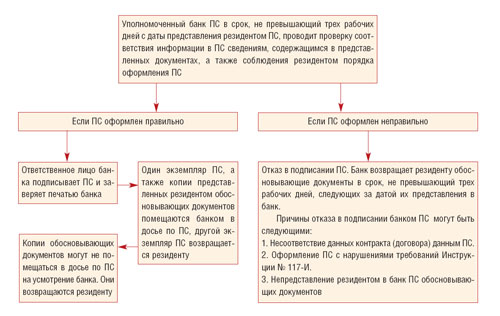 Уполномоченный банк ПС в срок, не превышающий трех рабочих
дней с даты представления резидентом ПС, проводит проверку соот-
ветствия информации в ПС сведениям, содержащимся в представ-
ленных документах, а также соблюдения резидентом порядка
оформления ПС
Если ПС оформлен правильно
Если ПС оформлен неправильно
Ответственное лицо бан-
ка подписывает ПС и за-
веряет печатью банка
Один экземпляр ПС, а
также копии представ-
ленных резидентом обос-
новывающих документов
помещаются банком в
досье по ПС, другой эк-
земпляр ПС возвращает-
ся резиденту
Копии обосновывающих
документов могут не по-
мещаться в досье по ПС
на усмотрение банка. Они
возвращаются резиденту
Отказ в подписании ПС. Банк возвращает резиденту об-
основывающие документы в срок, не превышающий трех
рабочих дней, следующих за датой их представления в
банк.
Причины отказа в подписании банком ПС могут быть
следующими:
1. Несоответствие данных контракта (договора) данным ПС.
2. Оформление ПС с нарушениями требований Инструк-
ции № 117-И.
3. Непредставление резидентом в банк ПС обосновываю-
щих документов